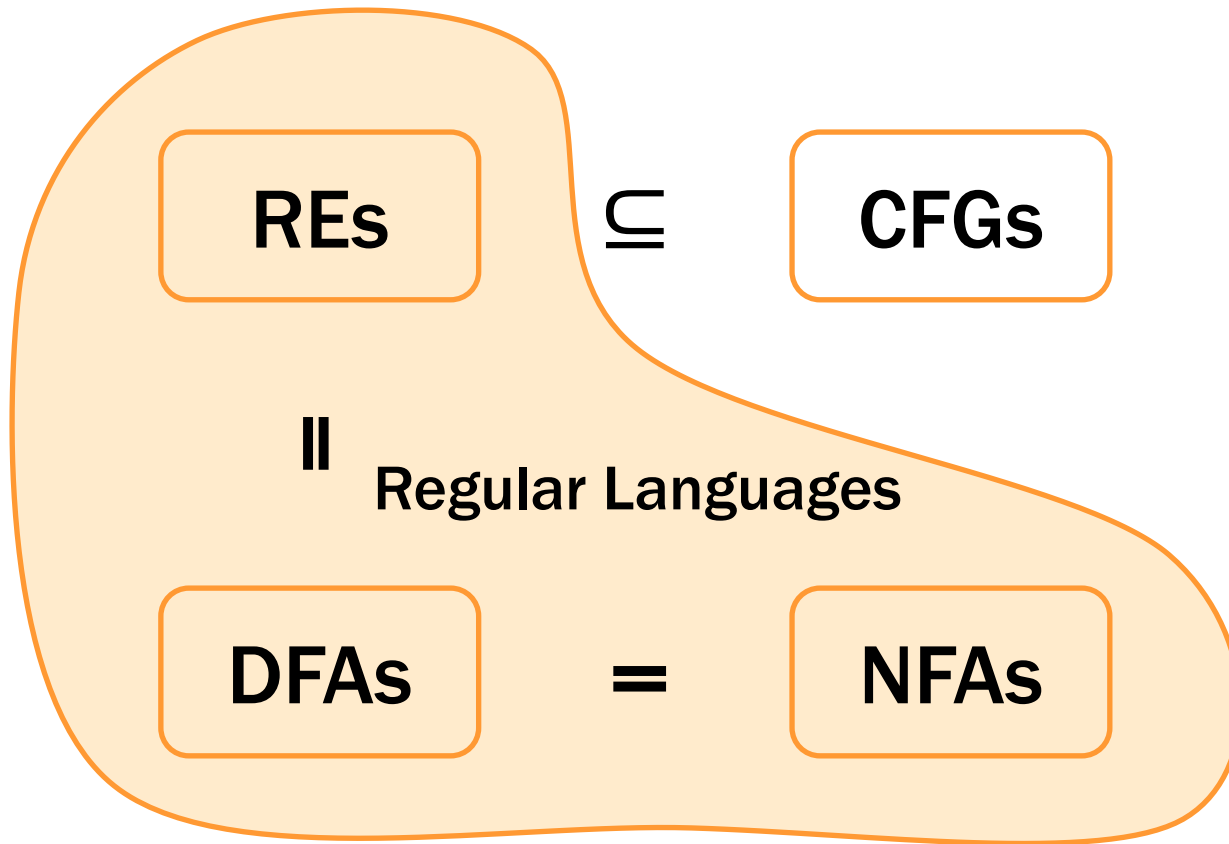 REs ⊆ CFGs
=
Regular Languages
DFAs = NFAs